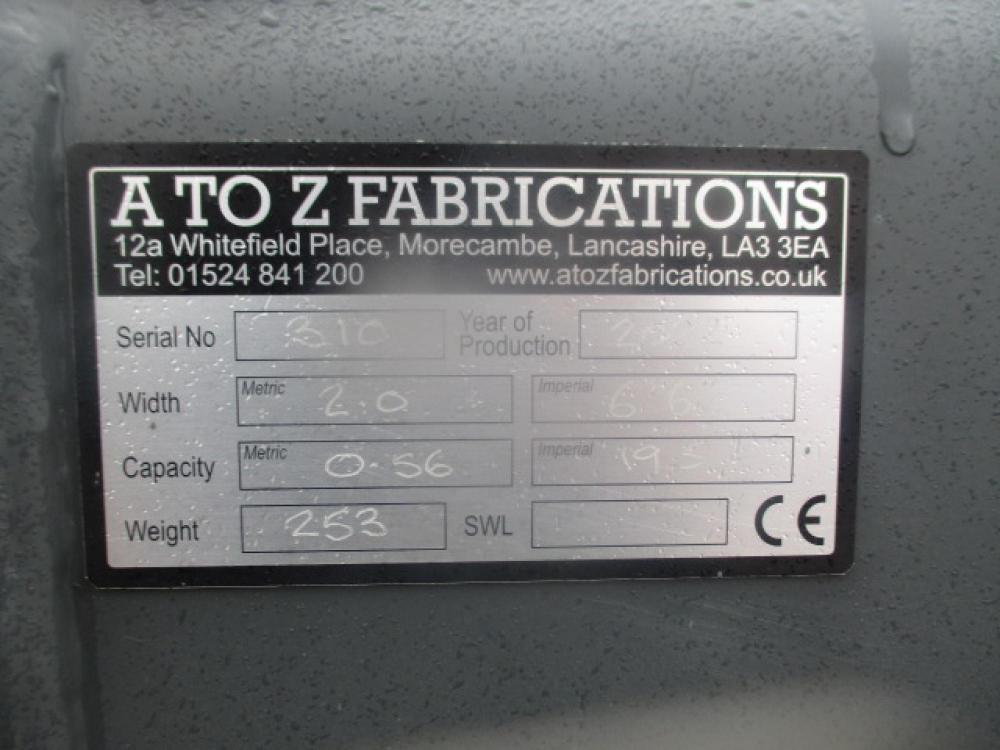 A TO Z FABRICATIONS
12a Whitefield Place, Morecambe, Lancashire, LA3 3EA
Tel: 01524 841 200 www.atozfabrications.co.uk
Serial No 310 Year of Production
Width Metric 2.0 Imperial
Capacity Metric 0.56 Imperial
Weight 253 SWL CE